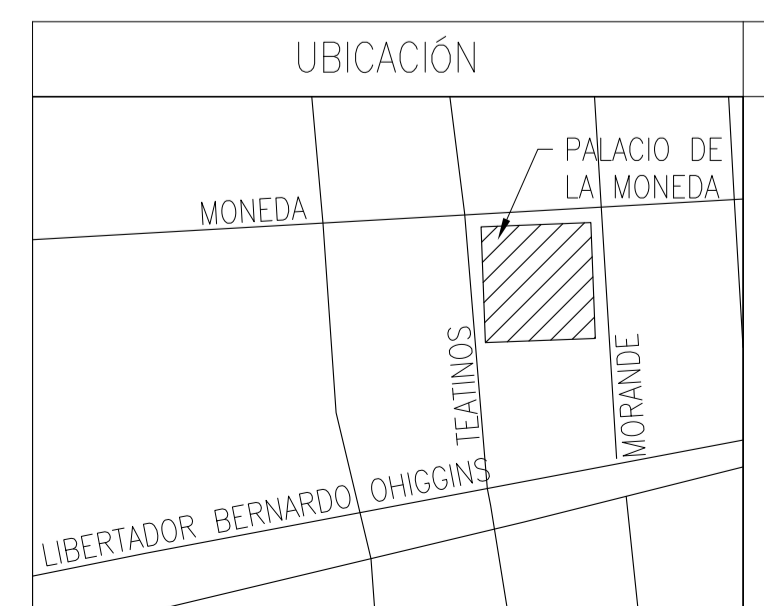 UBICACIÓN
PALACIO DE
LA MONEDA
MONEDA
TEATINOS
MORANDE
LIBERTADOR BERNARDO OHIGGINS